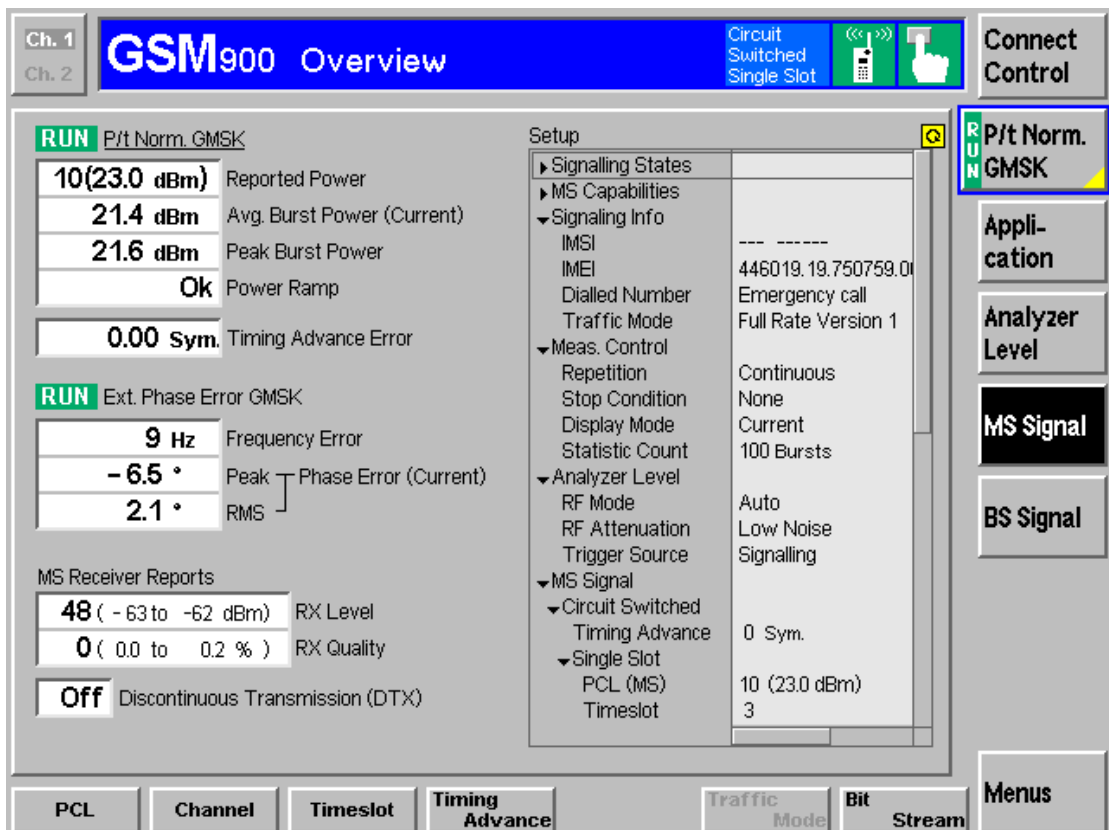 Ch. 1
Ch. 2
GSM900 Overview
Circuit
Switched
Single Slot
Connect
Control
RUN P/t Norm. GMSK
10(23.0 dBm) Reported Power
21.4 dBm Avg. Burst Power (Current)
21.6 dBm Peak Burst Power
Ok Power Ramp
0.00 Sym. Timing Advance Error
RUN Ext. Phase Error GMSK
9 Hz Frequency Error
-6.5 ° Peak Phase Error (Current)
2.1 ° RMS
MS Receiver Reports
48 ( -63 to -62 dBm) RX Level
0 ( 0.0 to 0.2 % ) RX Quality
Off Discontinuous Transmission (DTX)
Setup
Signalling States
MS Capabilities
Signaling Info
IMSI --- ------
IMEI 446019.19.750759.0
Dialled Number Emergency call
Traffic Mode Full Rate Version 1
Meas. Control
Repetition Continuous
Stop Condition None
Display Mode Current
Statistic Count 100 Bursts
Analyzer Level
RF Mode Auto
RF Attenuation Low Noise
Trigger Source Signalling
MS Signal
Circuit Switched
Timing Advance 0 Sym.
Single Slot
PCL (MS) 10 (23.0 dBm)
Timeslot 3
RUN P/t Norm.
GMSK
Appli-
cation
Analyzer
Level
MS Signal
BS Signal
Menus
PCL
Channel
Timeslot
Timing
Advance
Traffic
Mode
Bit
Stream